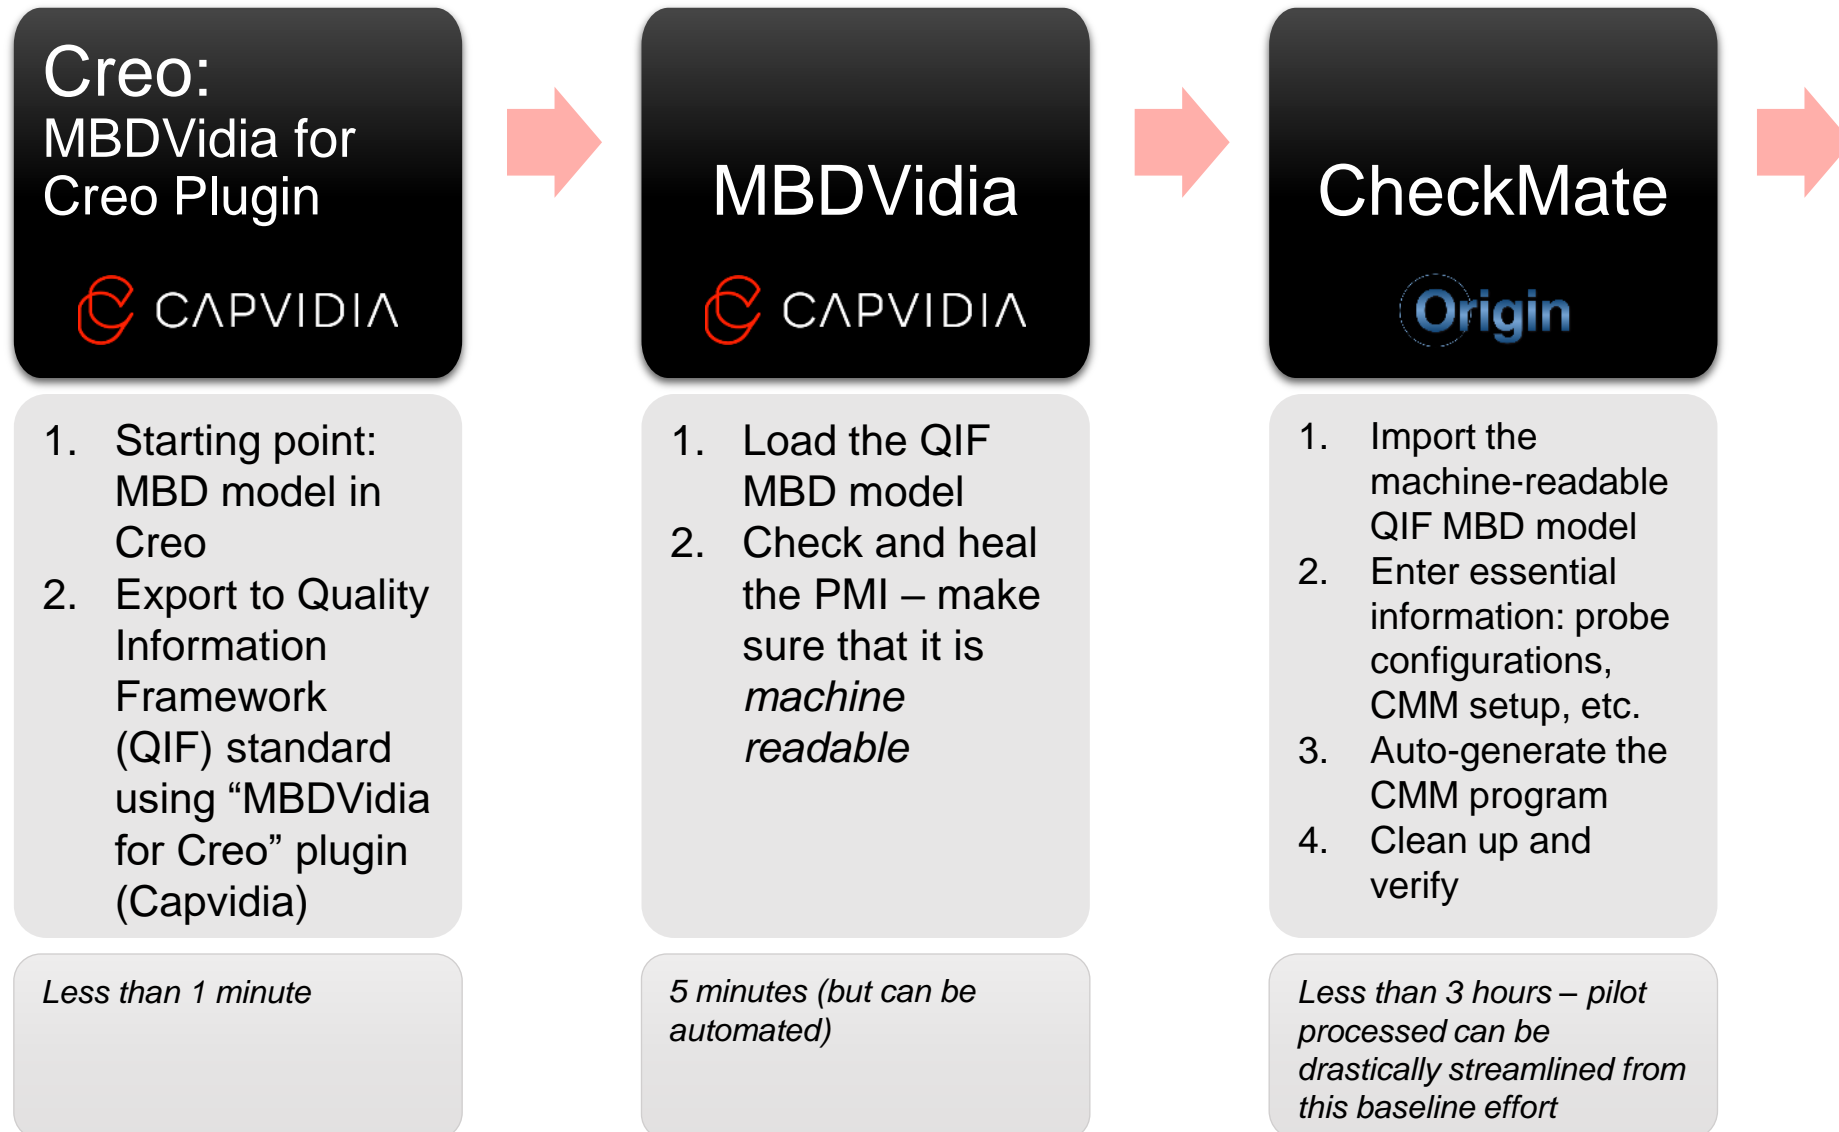 Creo:
MBDVidia for
Creo Plugin
CAPVIDIA
1. Starting point:
MBD model in
Creo
2. Export to Quality
Information
Framework
(QIF) standard
using “MBDVidia
for Creo” plugin
(Capvidia)
Less than 1 minute
MBDVidia
CAPVIDIA
1. Load the QIF
MBD model
2. Check and heal
the PMI – make
sure that it is
machine
readable
5 minutes (but can be
automated)
CheckMate
Origin
1. Import the
machine-readable
QIF MBD model
2. Enter essential
information: probe
configurations,
CMM setup, etc.
3. Auto-generate the
CMM program
4. Clean up and
verify
Less than 3 hours – pilot
processed can be
drastically streamlined from
this baseline effort